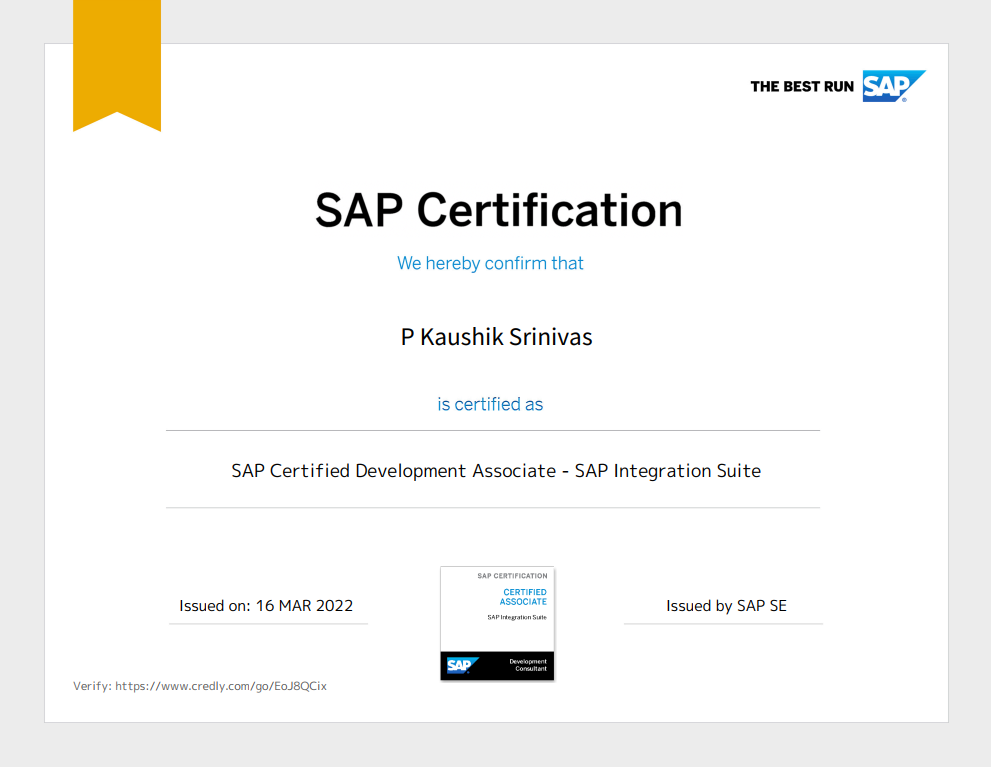 THE BEST RUN SAP
SAP Certification
We hereby confirm that
P Kaushik Srinivas
is certified as
SAP Certified Development Associate - SAP Integration Suite
Issued on: 16 MAR 2022
SAP CERTIFICATION
CERTIFIED
ASSOCIATE
SAP Integration Suite
SAP
Development
Consultant
Issued by SAP SE
Verify: https://www.credly.com/go/EoJ8QCix